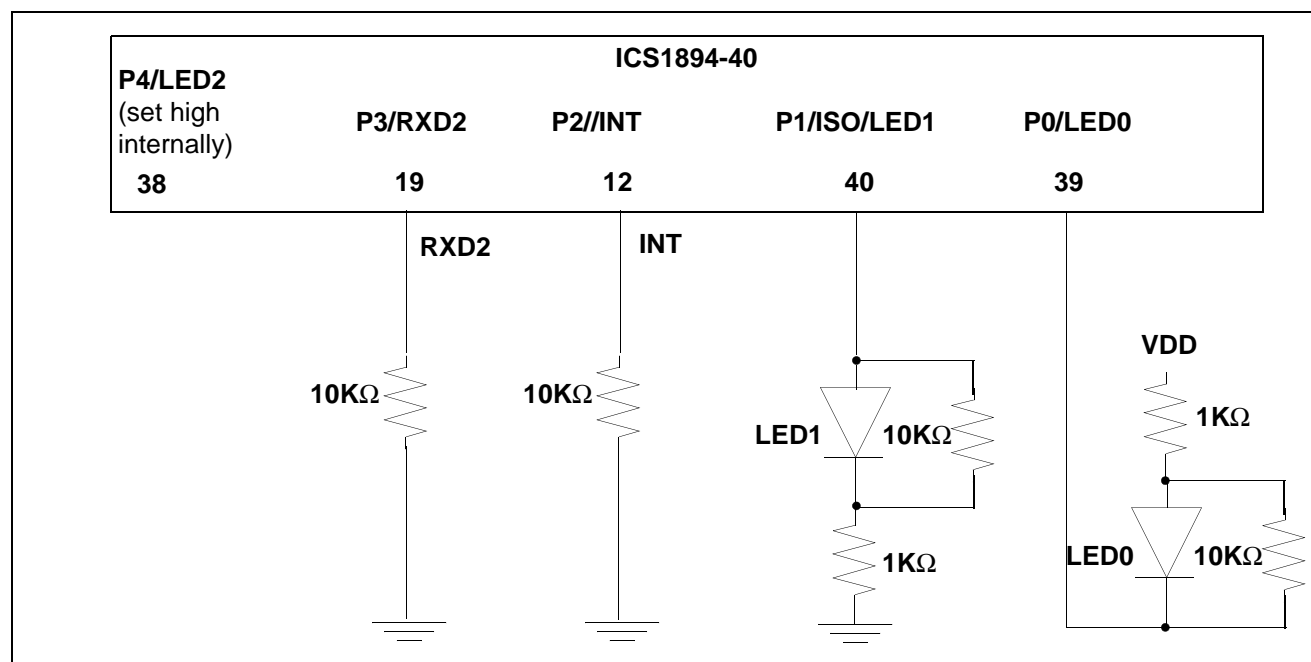 ICS1894-40
P4/LED2
(set high
internally)
P3/RXD2
P2//INT
P1/ISO/LED1
P0/LED0
38
19
12
40
39
RXD2
INT
VDD
10KΩ
10KΩ
LED1
10KΩ
1KΩ
1KΩ
LED0
10KΩ